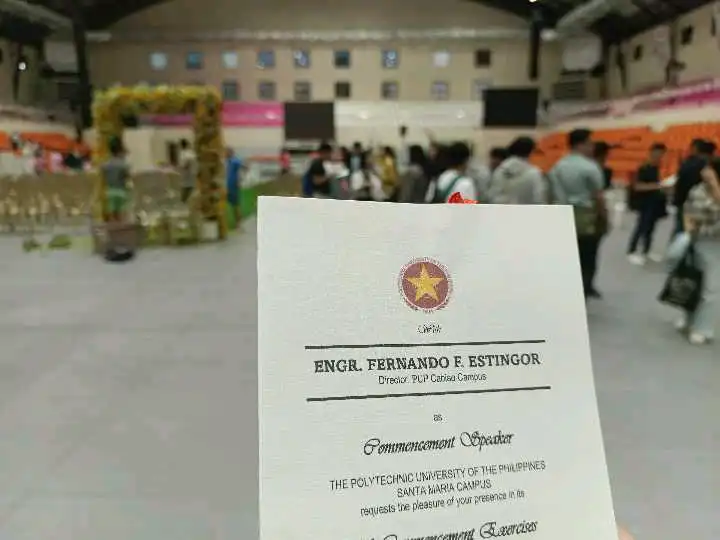 With
ENGR. FERNANDO F. ESTINGOR
Director, PUP Cabiao Campus
as
Commencement Speaker
THE POLYTECHNIC UNIVERSITY OF THE PHILIPPINES
SANTA MARIA CAMPUS
requests the pleasure of your presence in its
Commencement Exercises